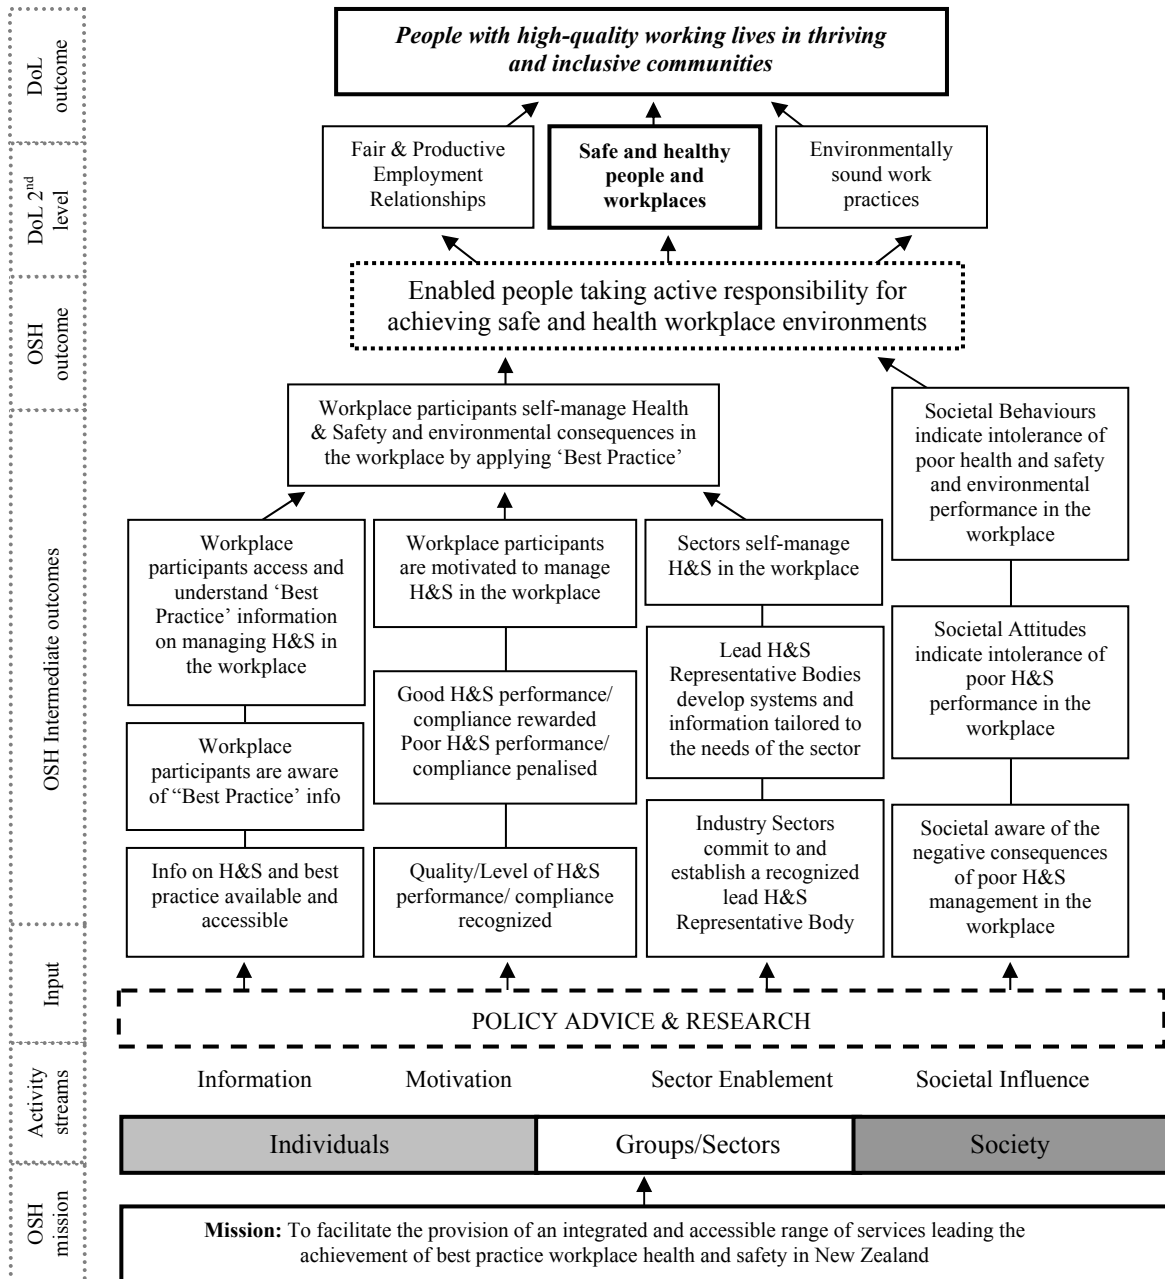 DoL
outcome
People with high-quality working lives in thriving
and inclusive communities
DoL 2nd
level
Fair & Productive
Employment
Relationships
Safe and healthy
people and
workplaces
Environmentally
sound work
practices
OSH
outcome
Enabled people taking active responsibility for
achieving safe and health workplace environments
OSH Intermediate outcomes
Workplace participants self-manage Health
& Safety and environmental consequences in
the workplace by applying ‘Best Practice’
Societal Behaviours
indicate intolerance of
poor health and safety
and environmental
performance in the
workplace
Workplace
participants access and
understand ‘Best
Practice’ information
on managing H&S in
the workplace
Workplace participants
are motivated to manage
H&S in the workplace
Sectors self-manage
H&S in the workplace
Societal Attitudes
indicate intolerance of
poor H&S
performance in the
workplace
Lead H&S
Representative Bodies
develop systems and
information tailored to
the needs of the sector
Good H&S performance/
compliance rewarded
Poor H&S performance/
compliance penalised
Workplace
participants are aware
of “Best Practice’ info
Info on H&S and best
practice available and
accessible
Quality/Level of H&S
performance/ compliance
recognized
Industry Sectors
commit to and
establish a recognized
lead H&S
Representative Body
Societal aware of the
negative consequences
of poor H&S
management in the
workplace
Input
POLICY ADVICE & RESEARCH
Activity
streams
Information
Motivation
Sector Enablement
Societal Influence
Individuals
Groups/Sectors
Society
OSH
mission
Mission: To facilitate the provision of an integrated and accessible range of services leading the
achievement of best practice workplace health and safety in New Zealand